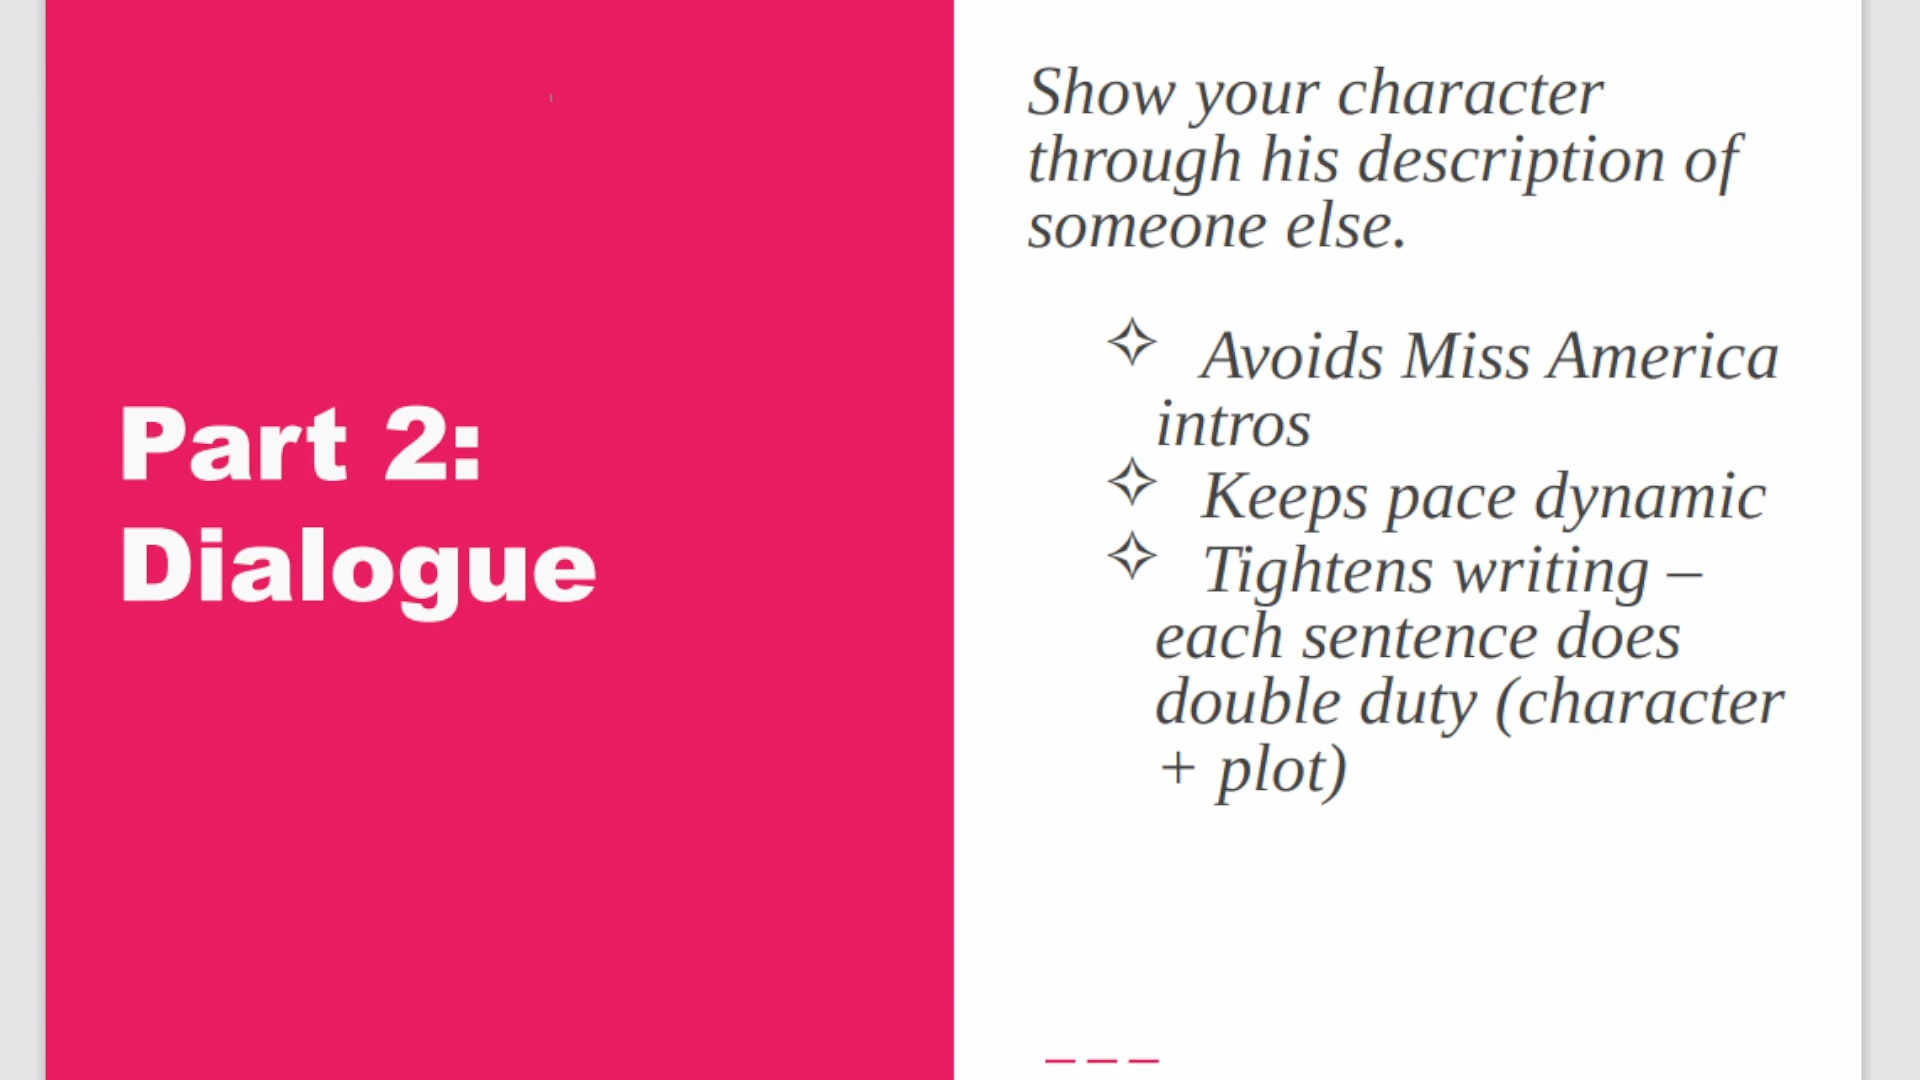 Part 2:
Dialogue
Show your character
through his description of
someone else.
✧ Avoids Miss America
intros
✧ Keeps pace dynamic
✧ Tightens writing –
each sentence does
double duty (character
+ plot)